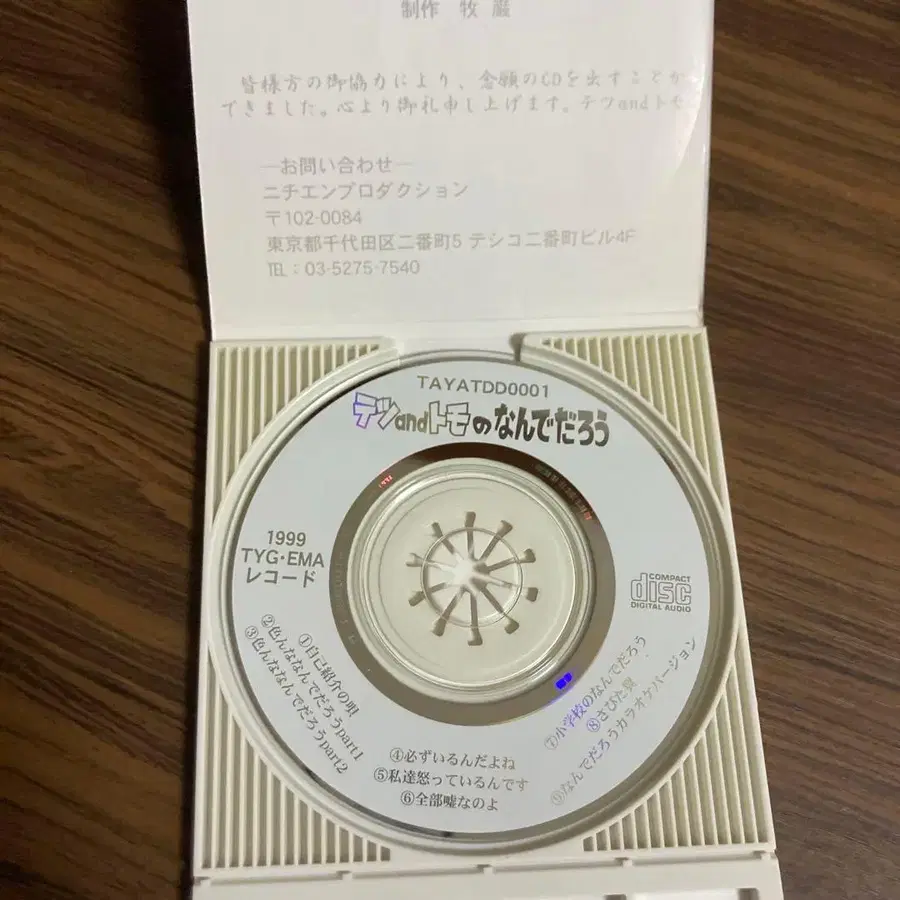 制作 牧 巌
皆様方の御協力により、念願のCDを出すことが
できました。心より御礼申し上げます。テツandトモ
―お問い合わせ―
ニチエンプロダクション
〒102-0084
東京都千代田区二番町5 テシコ二番町ビル4F
TEL：03-5275-7540
TAYATDD0001
テツandトモのなんでだろう
1999
TYG・EMA
レコード
COMPACT
disc
DIGITAL AUDIO
①自己紹介の唄
②色んななんでだろうpart1
③色んななんでだろうpart2
④必ずいるんだよね
⑤私達怒っているんです
⑥全部嘘なのよ
⑦小学校のなんでだろう
⑧さびた
⑨なんでだろうカラオケバージョン